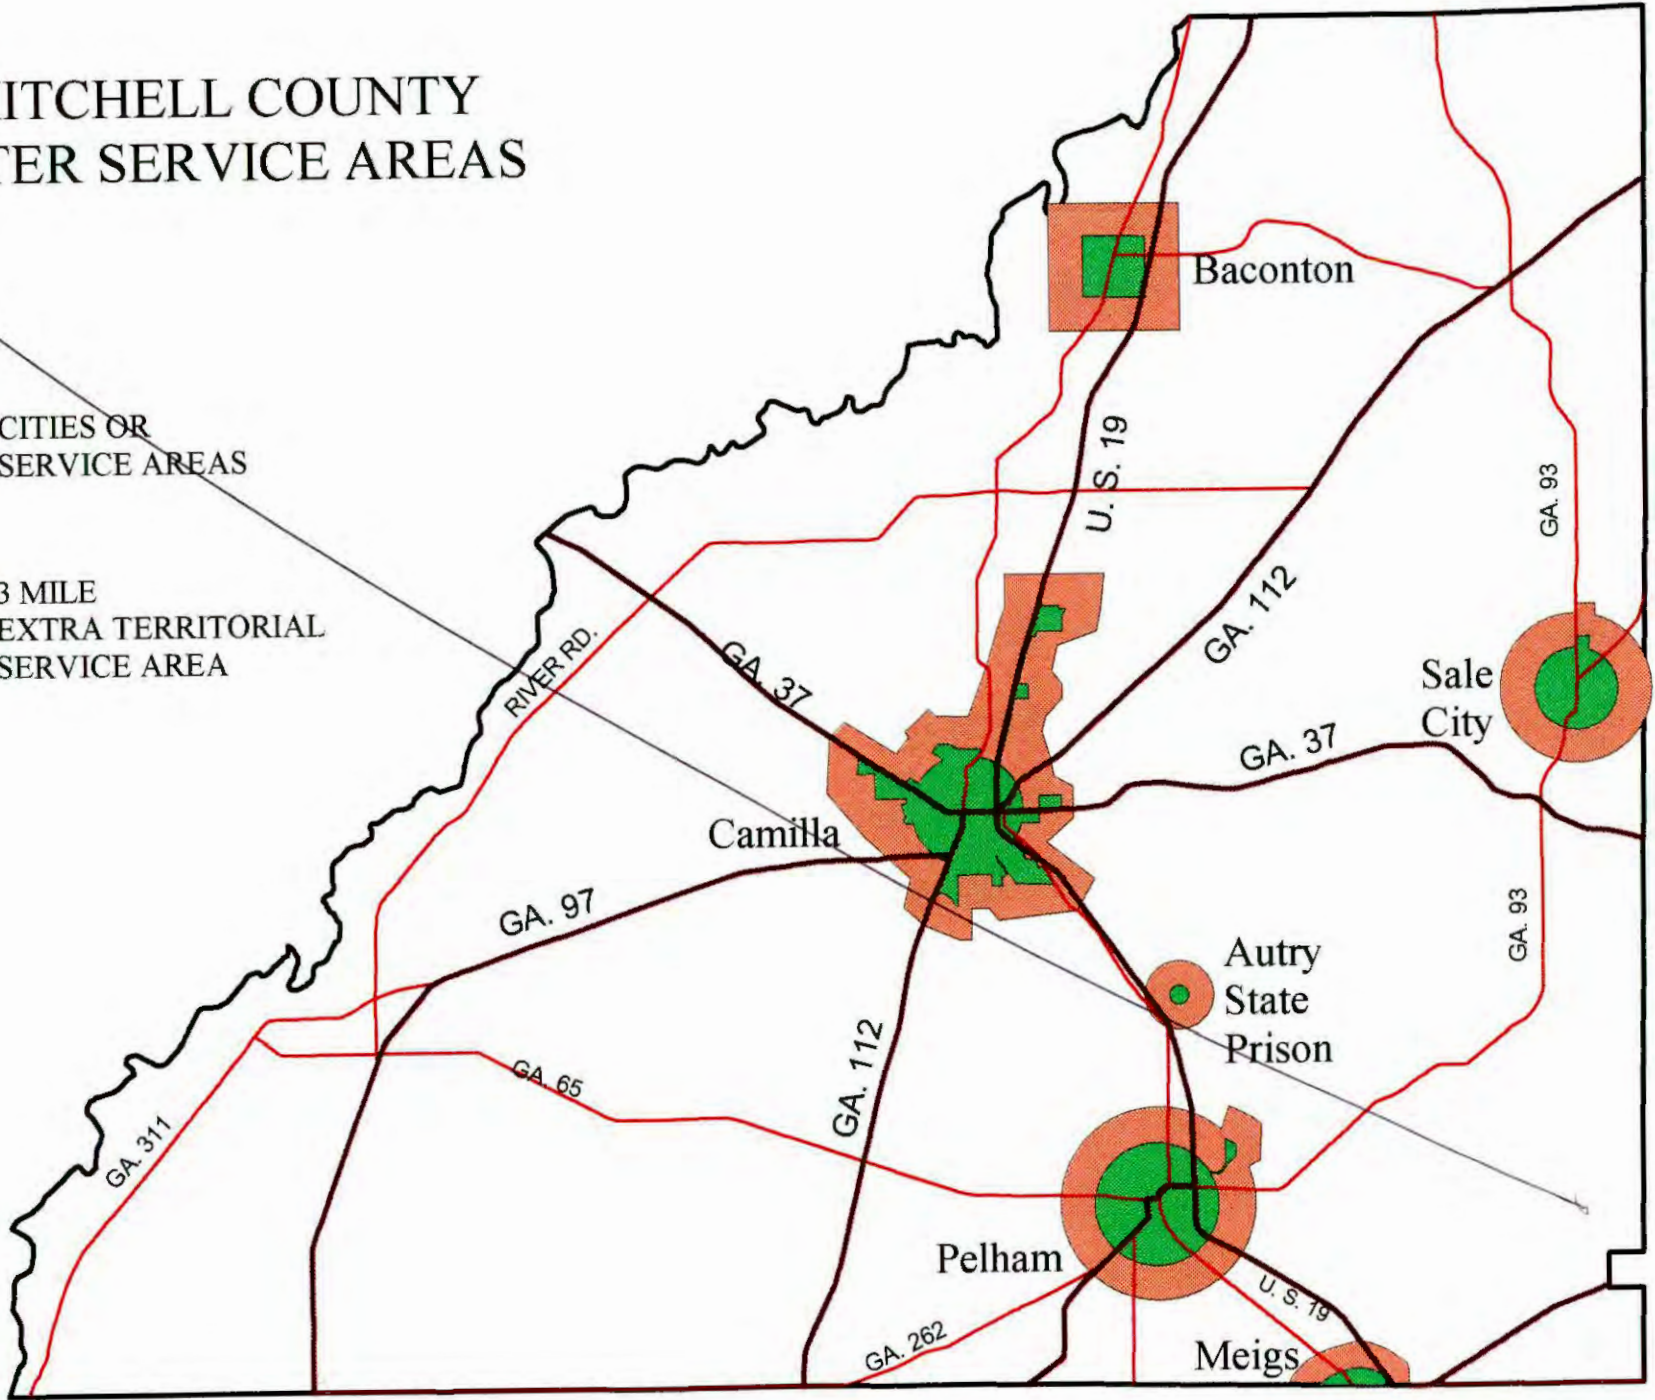 ITCHELL COUNTY
TER SERVICE AREAS
CITIES OR
SERVICE AREAS
3 MILE
EXTRA TERRITORIAL
SERVICE AREA
Baconton
U. S. 19
GA. 93
GA. 112
RIVER RD.
GA. 37
Sale
City
GA. 37
Camilla
GA. 97
GA. 93
Autry
State
Prison
GA. 112
GA. 65
GA. 311
Pelham
U. S. 19
GA. 262
Meigs